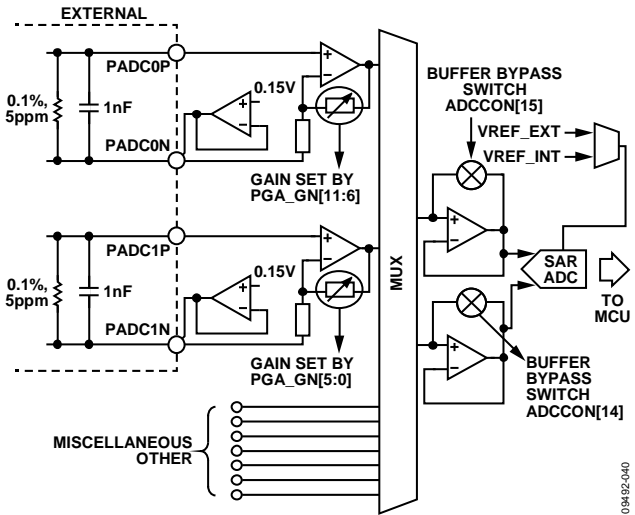 EXTERNAL
PADC0P
0.1%,
5ppm
1nF
0.15V
PADC0N
GAIN SET BY
PGA_GN[11:6]
PADC1P
0.1%,
5ppm
1nF
0.15V
PADC1N
GAIN SET BY
PGA_GN[5:0]
MISCELLANEOUS
OTHER
MUX
BUFFER BYPASS
SWITCH
ADCCON[15]
VREF_EXT
VREF_INT
SAR
ADC
TO
MCU
BUFFER
BYPASS
SWITCH
ADCCON[14]
+
−
+
−
+
−
+
−
+
+
09492-040